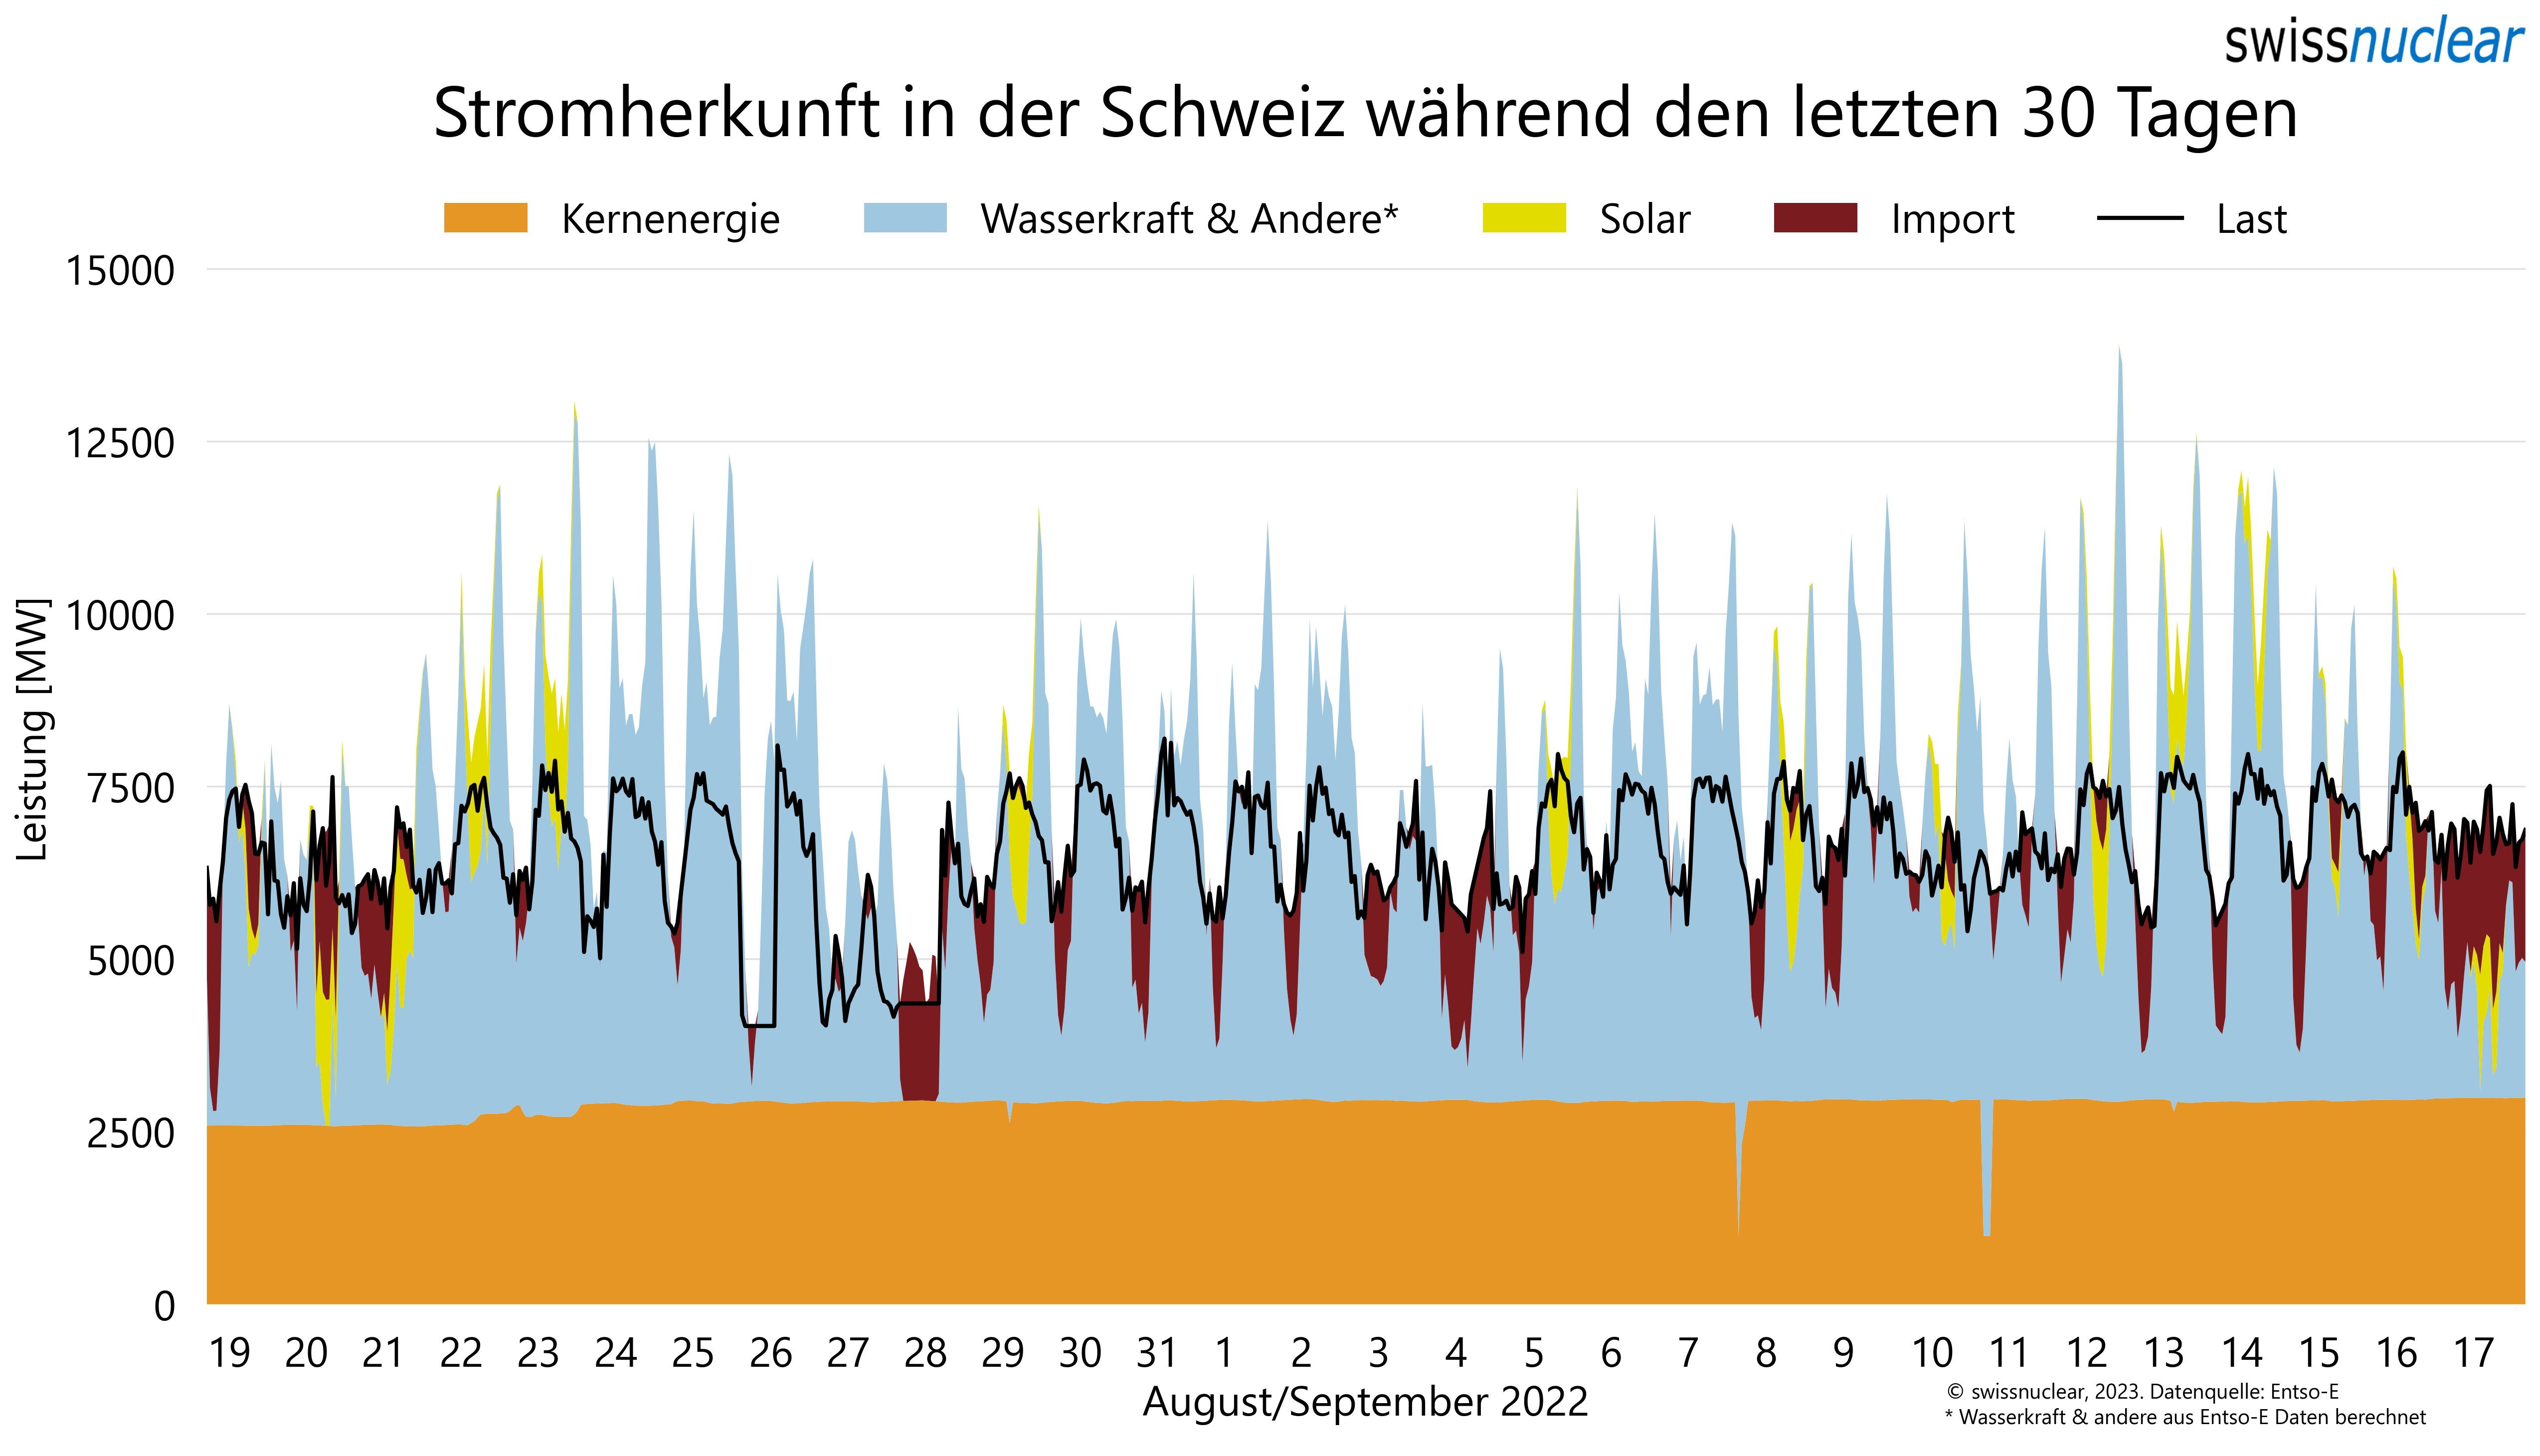 swissnuclear
Stromherkunft in der Schweiz während den letzten 30 Tagen
Kernenergie Wasserkraft & Andere* Solar Import Last
15000
12500
10000
7500
5000
2500
0
Leistung [MW]
19 20 21 22 23 24 25 26 27 28 29 30 31 1 2 3 4 5 6 7 8 9 10 11 12 13 14 15 16 17
August/September 2022
© swissnuclear, 2023. Datenquelle: Entso-E
* Wasserkraft & andere aus Entso-E Daten berechnet